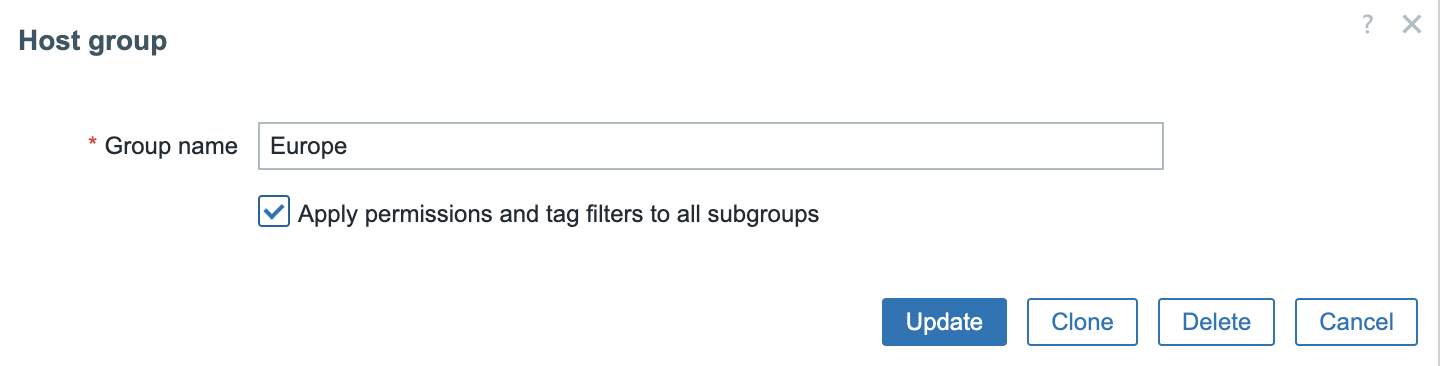 Host group
?
* Group name
Europe
Apply permissions and tag filters to all subgroups
Update Clone Delete Cancel